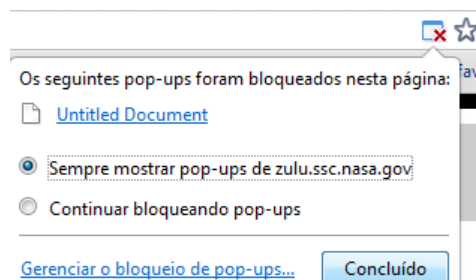 Os seguintes pop-ups foram bloqueados nesta página:
Untitled Document
Sempre mostrar pop-ups de zulu.ssc.nasa.gov
Continuar bloqueando pop-ups
Gerenciar o bloqueio de pop-ups... Concluído